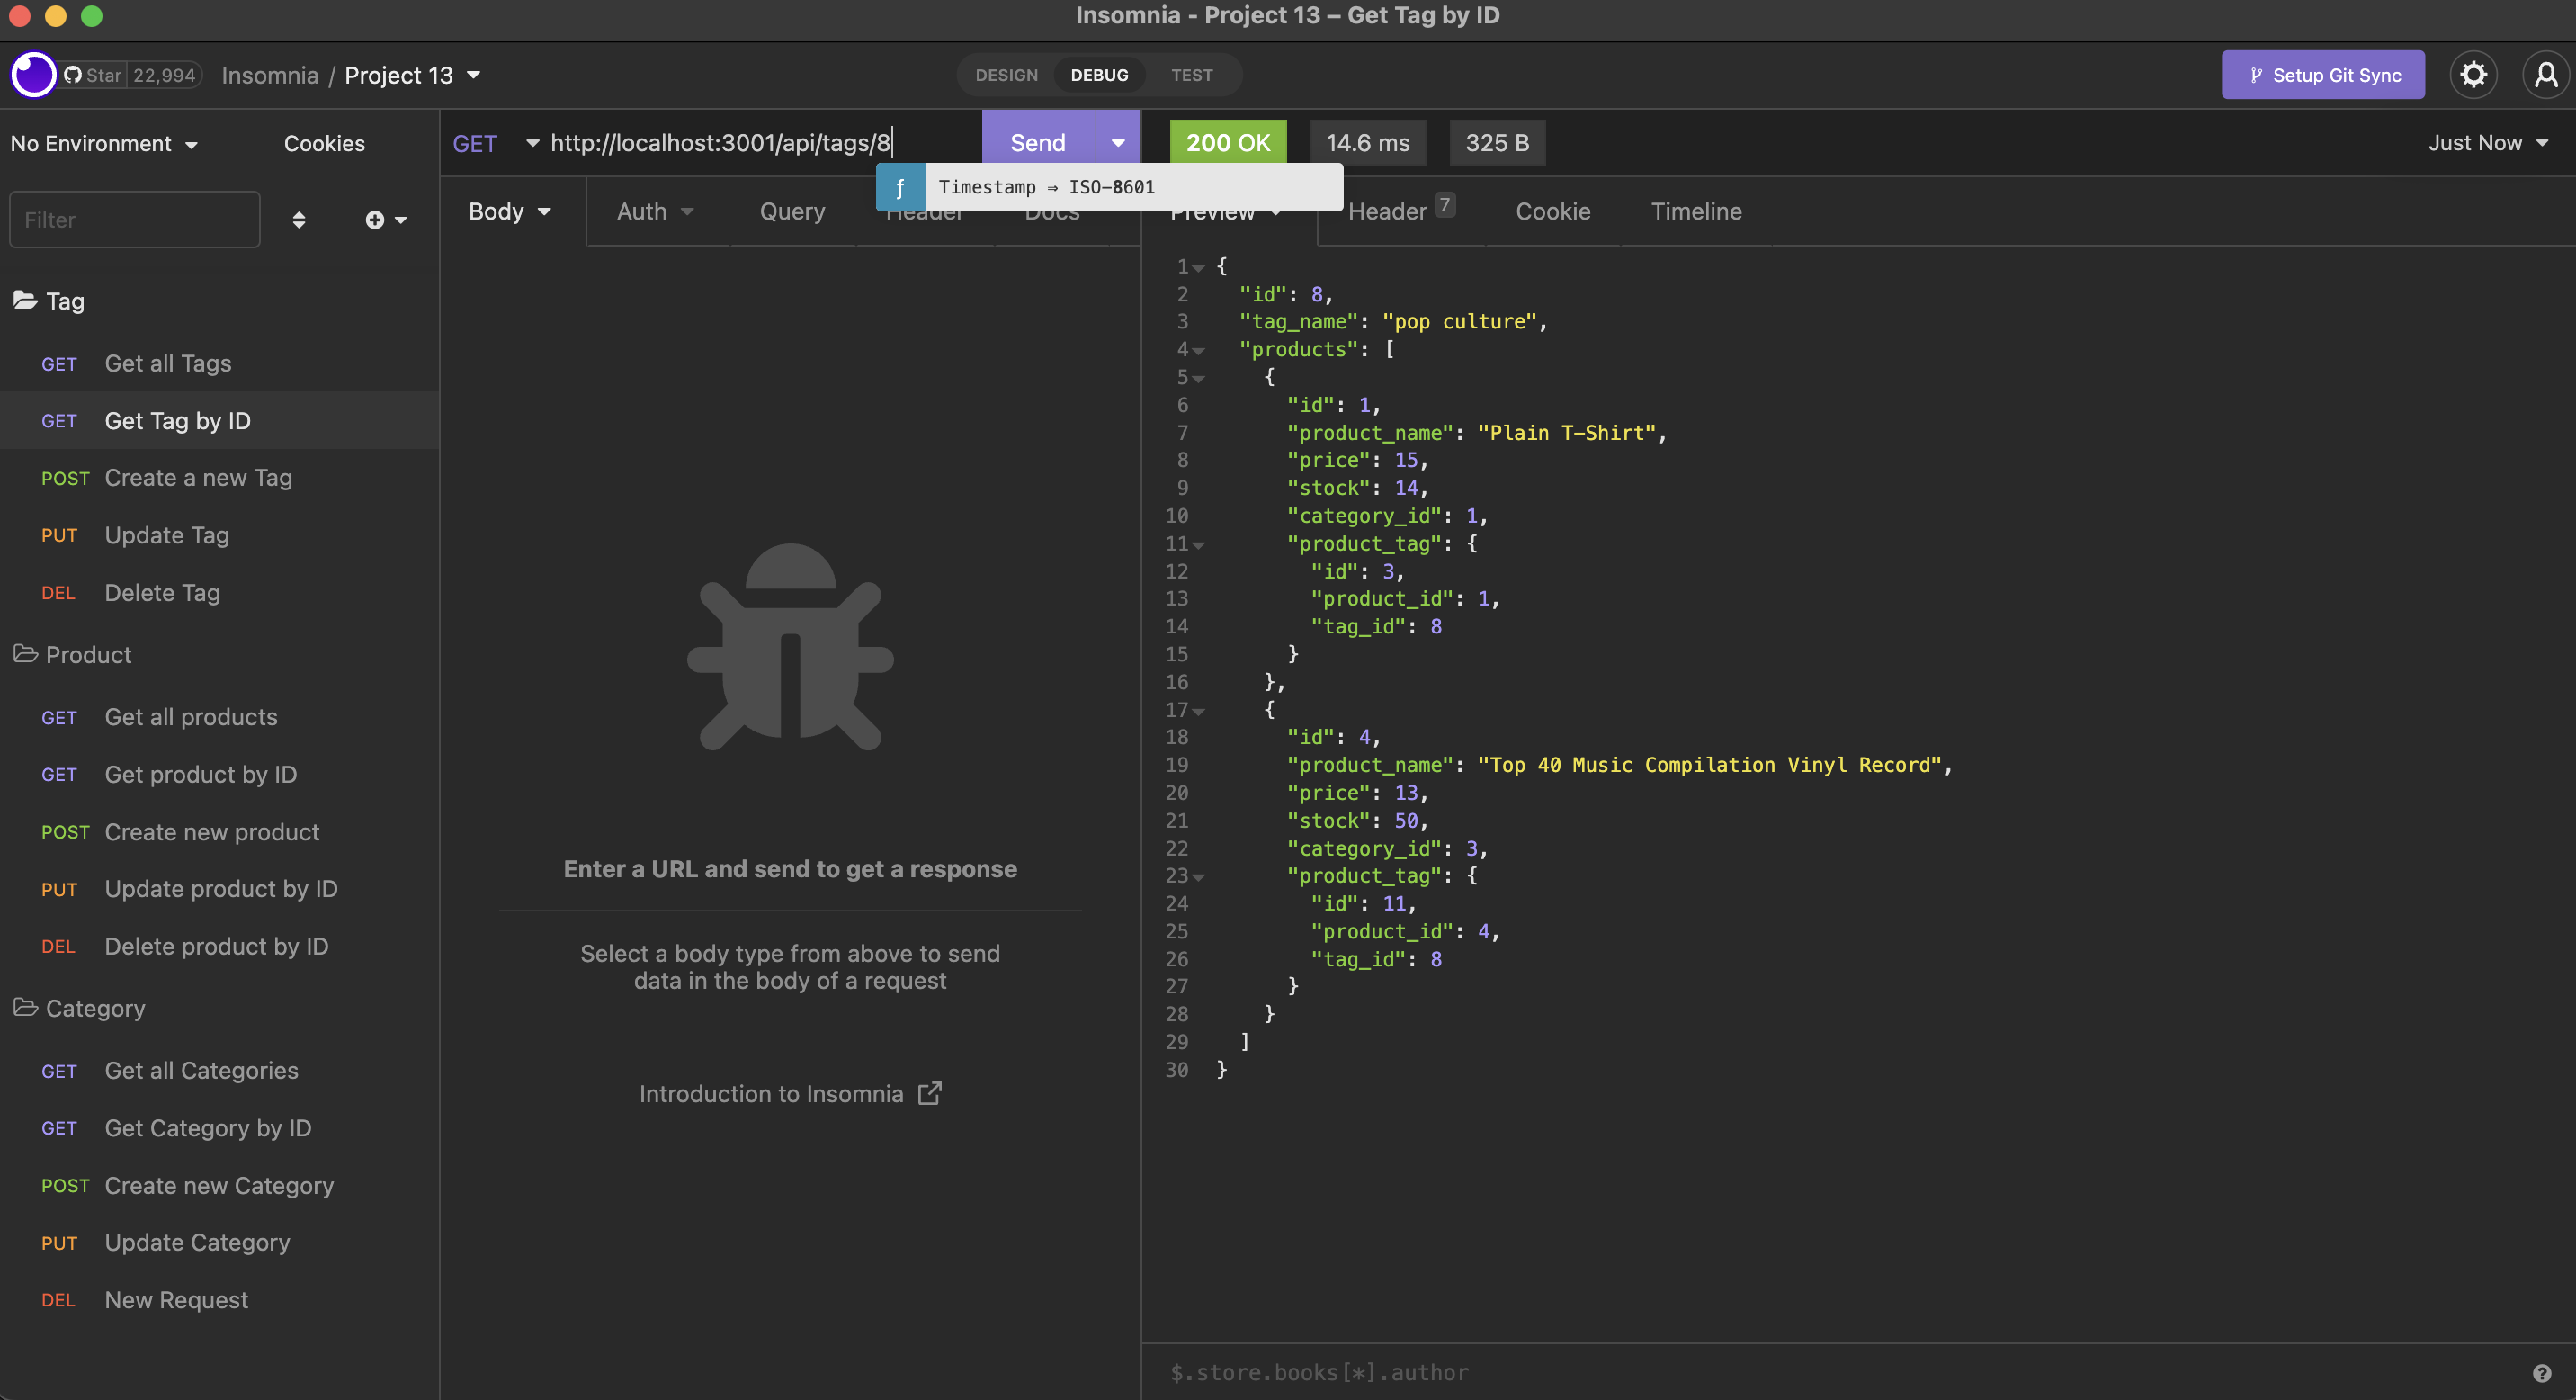 Insomnia - Project 13 – Get Tag by ID
Star 22,994
Insomnia / Project 13
DESIGN DEBUG TEST
Setup Git Sync
No Environment Cookies
GET http://localhost:3001/api/tags/8 Send 200 OK 14.6 ms 325 B Just Now
ƒ Timestamp ⇒ ISO-8601
Filter
Body Auth Query Header Docs
Preview Header 7 Cookie Timeline
Tag
GET Get all Tags
GET Get Tag by ID
POST Create a new Tag
PUT Update Tag
DEL Delete Tag
Product
GET Get all products
GET Get product by ID
POST Create new product
PUT Update product by ID
DEL Delete product by ID
Category
GET Get all Categories
GET Get Category by ID
POST Create new Category
PUT Update Category
DEL New Request
Enter a URL and send to get a response
Select a body type from above to send
data in the body of a request
Introduction to Insomnia
1 {
2 "id": 8,
3 "tag_name": "pop culture",
4 "products": [
5 {
6 "id": 1,
7 "product_name": "Plain T-Shirt",
8 "price": 15,
9 "stock": 14,
10 "category_id": 1,
11 "product_tag": {
12 "id": 3,
13 "product_id": 1,
14 "tag_id": 8
15 }
16 },
17 {
18 "id": 4,
19 "product_name": "Top 40 Music Compilation Vinyl Record",
20 "price": 13,
21 "stock": 50,
22 "category_id": 3,
23 "product_tag": {
24 "id": 11,
25 "product_id": 4,
26 "tag_id": 8
27 }
28 }
29 ]
30 }
$.store.books[*].author